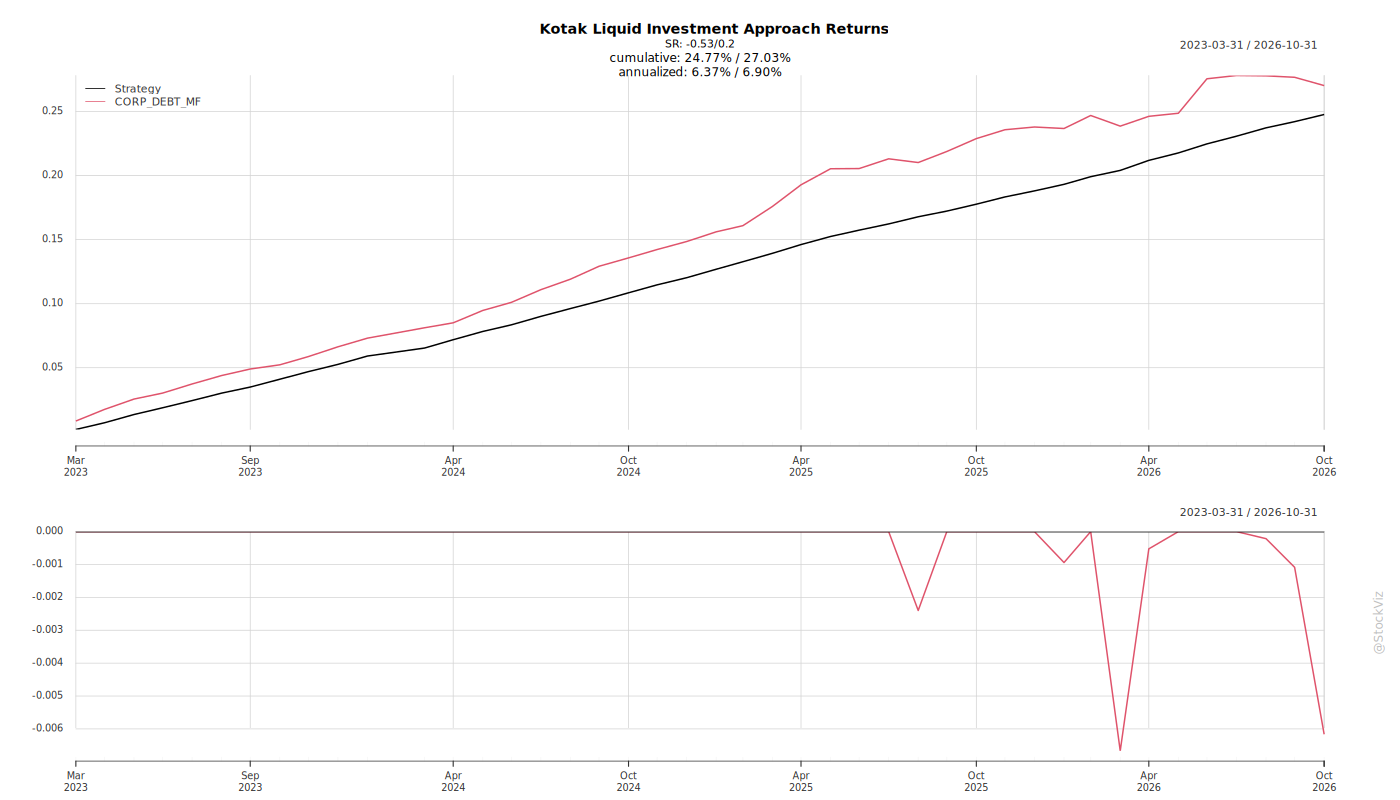 Kotak Liquid Investment Approach Returns
SR: -0.53/0.2
cumulative: 24.77% / 27.03%
annualized: 6.37% / 6.90%
2023-03-31 / 2026-10-31
Strategy
CORP_DEBT_MF
0.25
0.20
0.15
0.10
0.05
Mar Sep Apr Oct Apr Oct Apr Oct
2023 2023 2024 2024 2025 2025 2026 2026
2023-03-31 / 2026-10-31
0.000
-0.001
-0.002
-0.003
-0.004
-0.005
-0.006
Mar Sep Apr Oct Apr Oct Apr Oct
2023 2023 2024 2024 2025 2025 2026 2026
@StockViz